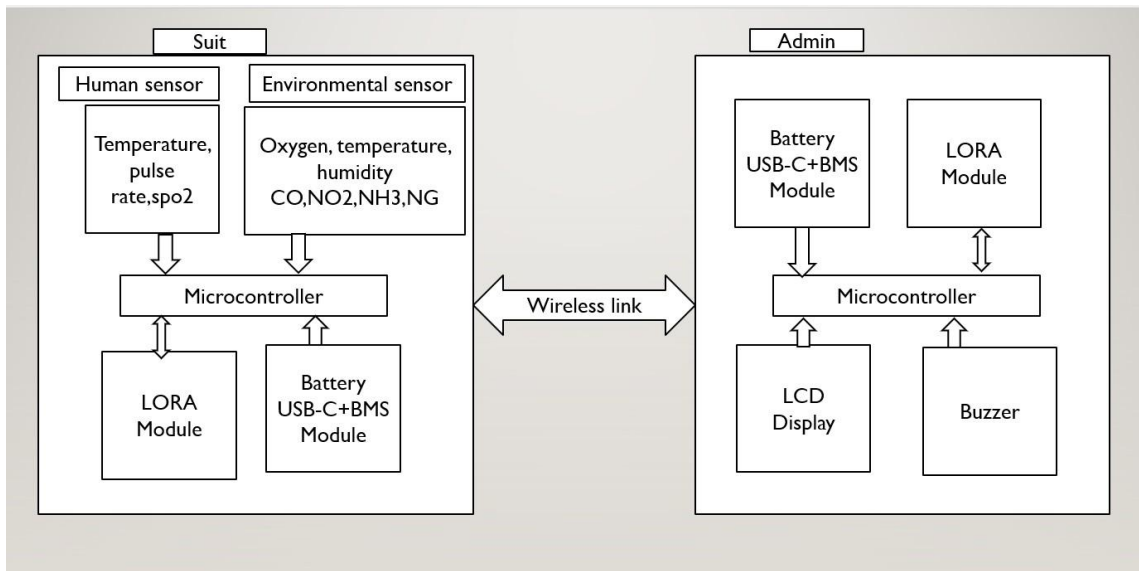 Suit
Human sensor
Environmental sensor
Temperature,
pulse
rate,spo2
Oxygen, temperature,
humidity
CO,NO2,NH3,NG
Microcontroller
LORA
Module
Battery
USB-C+BMS
Module
Wireless link
Admin
Battery
USB-C+BMS
Module
LORA
Module
Microcontroller
LCD
Display
Buzzer